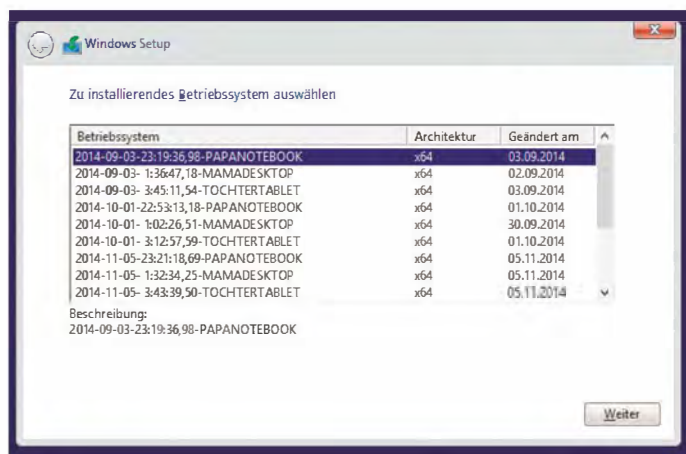 Windows Setup
Zu installierendes Betriebssystem auswählen
Betriebssystem Architektur Geändert am
2014-09-03-23:19:36,98-PAPANOTEBOOK x64 03.09.2014
2014-09-03- 1:36:47,18-MAMADESKTOP x64 02.09.2014
2014-09-03- 3:45:11,54-TOCHTERTABLET x64 03.09.2014
2014-10-01-22:53:13,18-PAPANOTEBOOK x64 01.10.2014
2014-10-01- 1:02:26,51-MAMADESKTOP x64 30.09.2014
2014-10-01- 3:12:57,59-TOCHTERTABLET x64 01.10.2014
2014-11-05-23:21:18,69-PAPANOTEBOOK x64 05.11.2014
2014-11-05- 1:32:34,25-MAMADESKTOP x64 05.11.2014
2014-11-05- 3:43:39,50-TOCHTERTABLET x64 05.11.2014
Beschreibung:
2014-09-03-23:19:36,98-PAPANOTEBOOK
Weiter